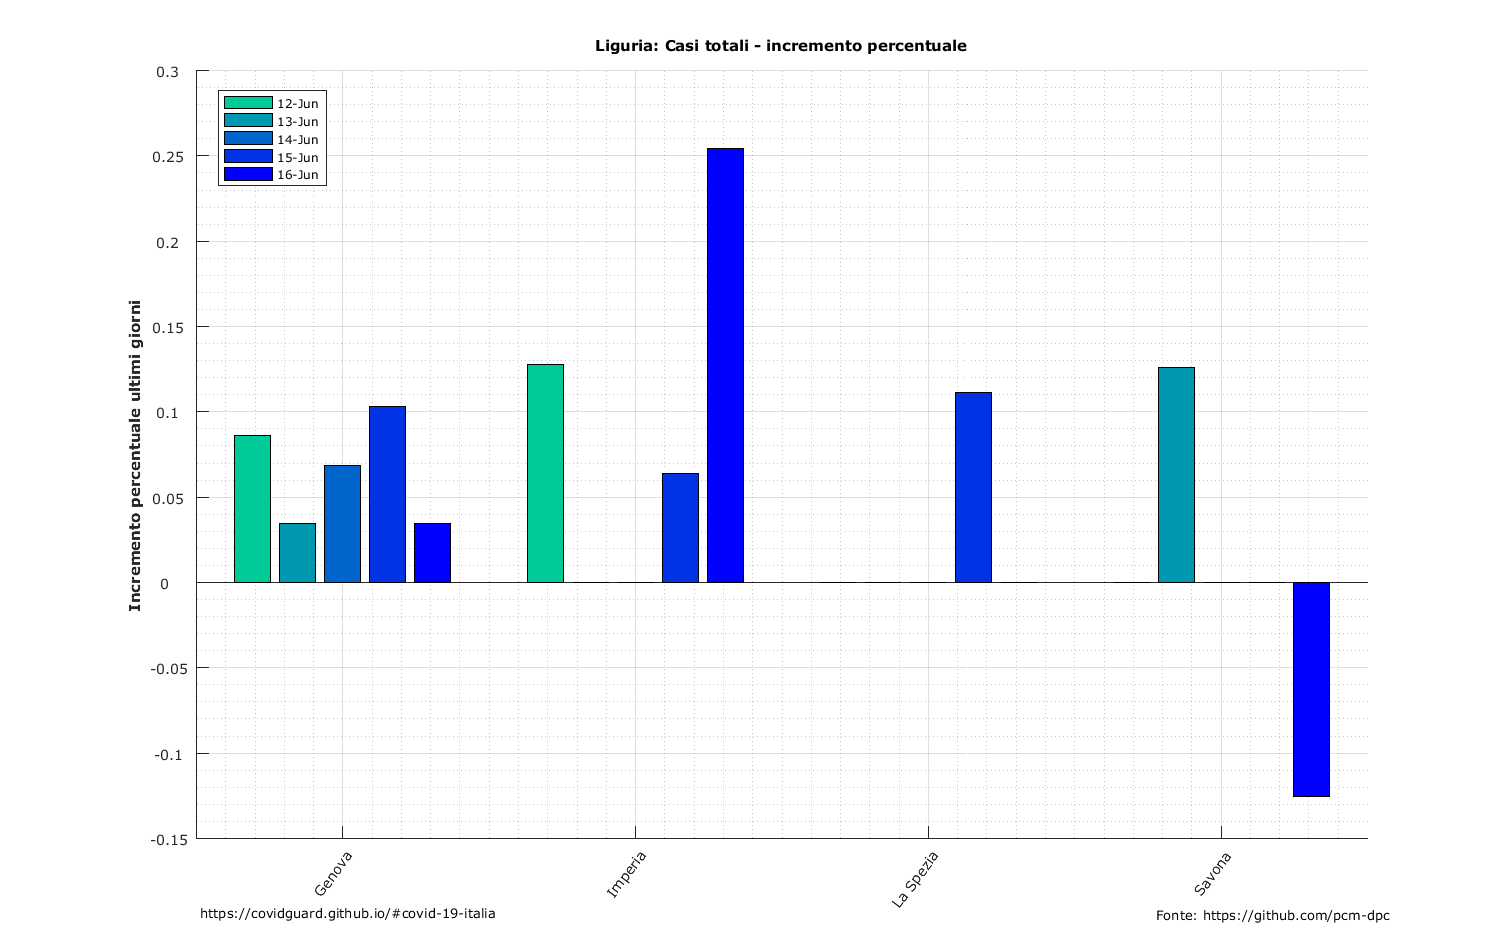 Liguria: Casi totali - incremento percentuale
0.3
0.25
0.2
0.15
0.1
0.05
0
-0.05
-0.1
-0.15
Incremento percentuale ultimi giorni
12-Jun
13-Jun
14-Jun
15-Jun
16-Jun
Genova
Imperia
La Spezia
Savona
https://covidguard.github.io/#covid-19-italia
Fonte: https://github.com/pcm-dpc